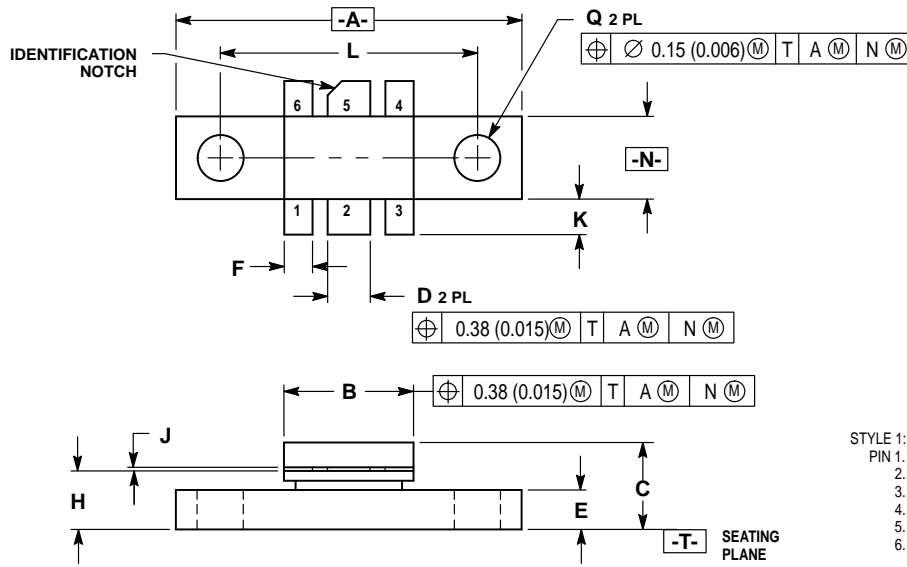 -A-
L
Q 2 PL
⌖ ∅ 0.15 (0.006) Ⓜ T A Ⓜ N Ⓜ
IDENTIFICATION
NOTCH
6 5 4
-N-
1 2 3
K
F
D 2 PL
⌖ 0.38 (0.015) Ⓜ T A Ⓜ N Ⓜ
B
⌖ 0.38 (0.015) Ⓜ T A Ⓜ N Ⓜ
J
H
E
C
-T- SEATING
PLANE
STYLE 1:
PIN 1.
2.
3.
4.
5.
6.